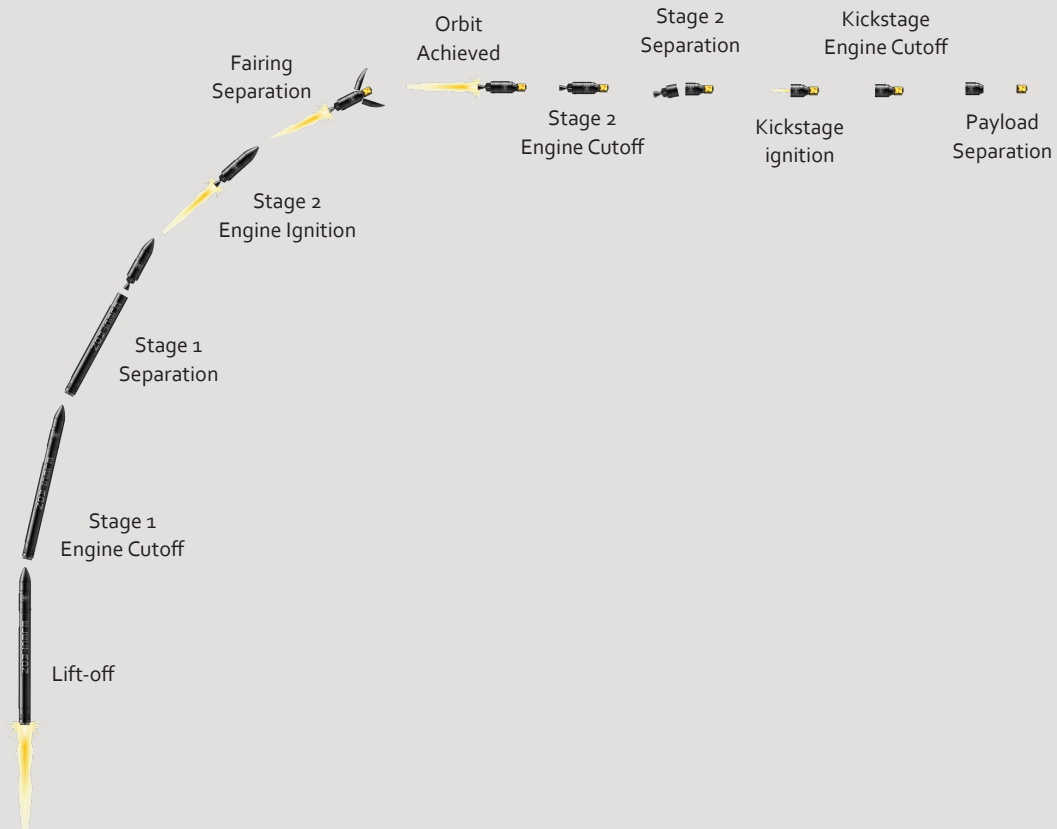 Lift-off
Stage 1
Engine Cutoff
Stage 1
Separation
Stage 2
Engine Ignition
Fairing
Separation
Orbit
Achieved
Stage 2
Engine Cutoff
Stage 2
Separation
Kickstage
ignition
Kickstage
Engine Cutoff
Payload
Separation